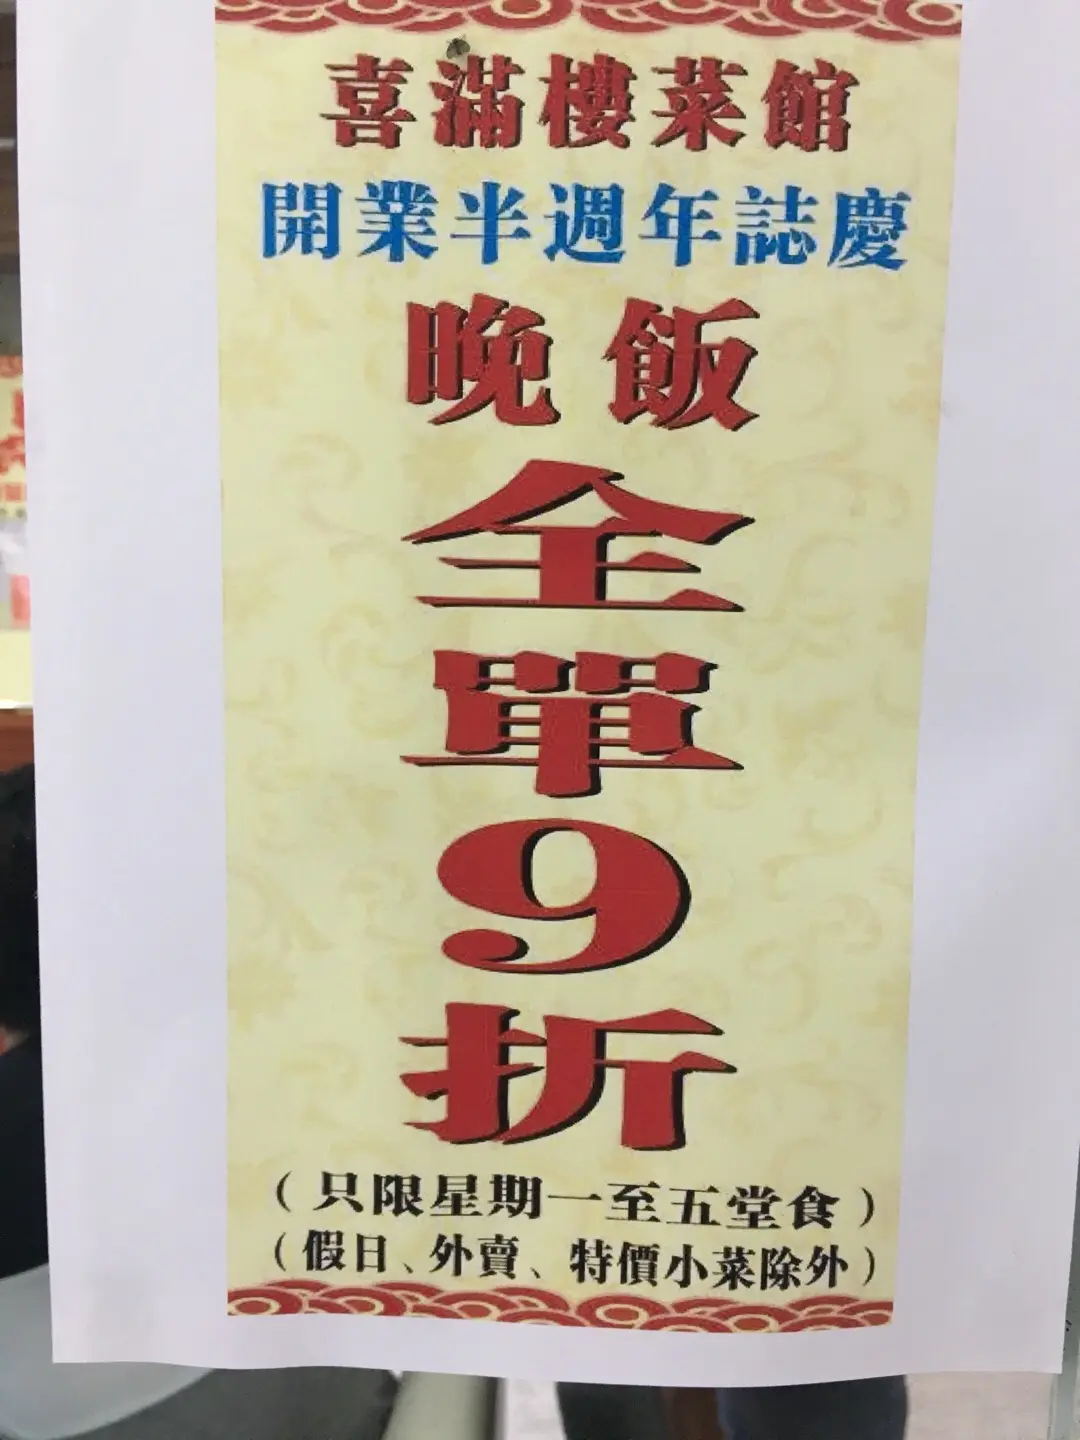 喜滿樓菜館
開業半週年誌慶
晚飯
全單9折
（只限星期一至五堂食）
（假日、外賣、特價小菜除外）